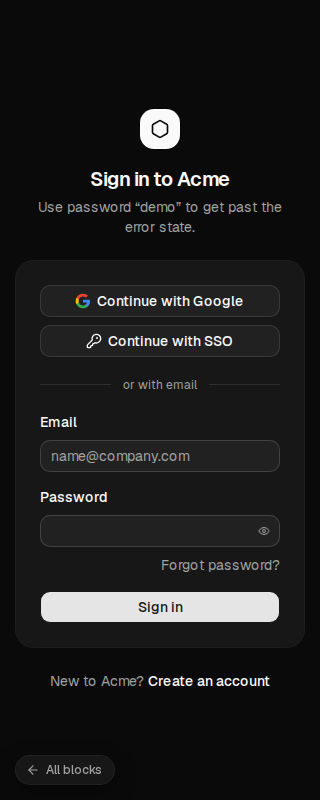 Sign in to Acme
Use password “demo” to get past the
error state.
Continue with Google
Continue with SSO
or with email
Email
name@company.com
Password
Forgot password?
Sign in
New to Acme? Create an account
All blocks